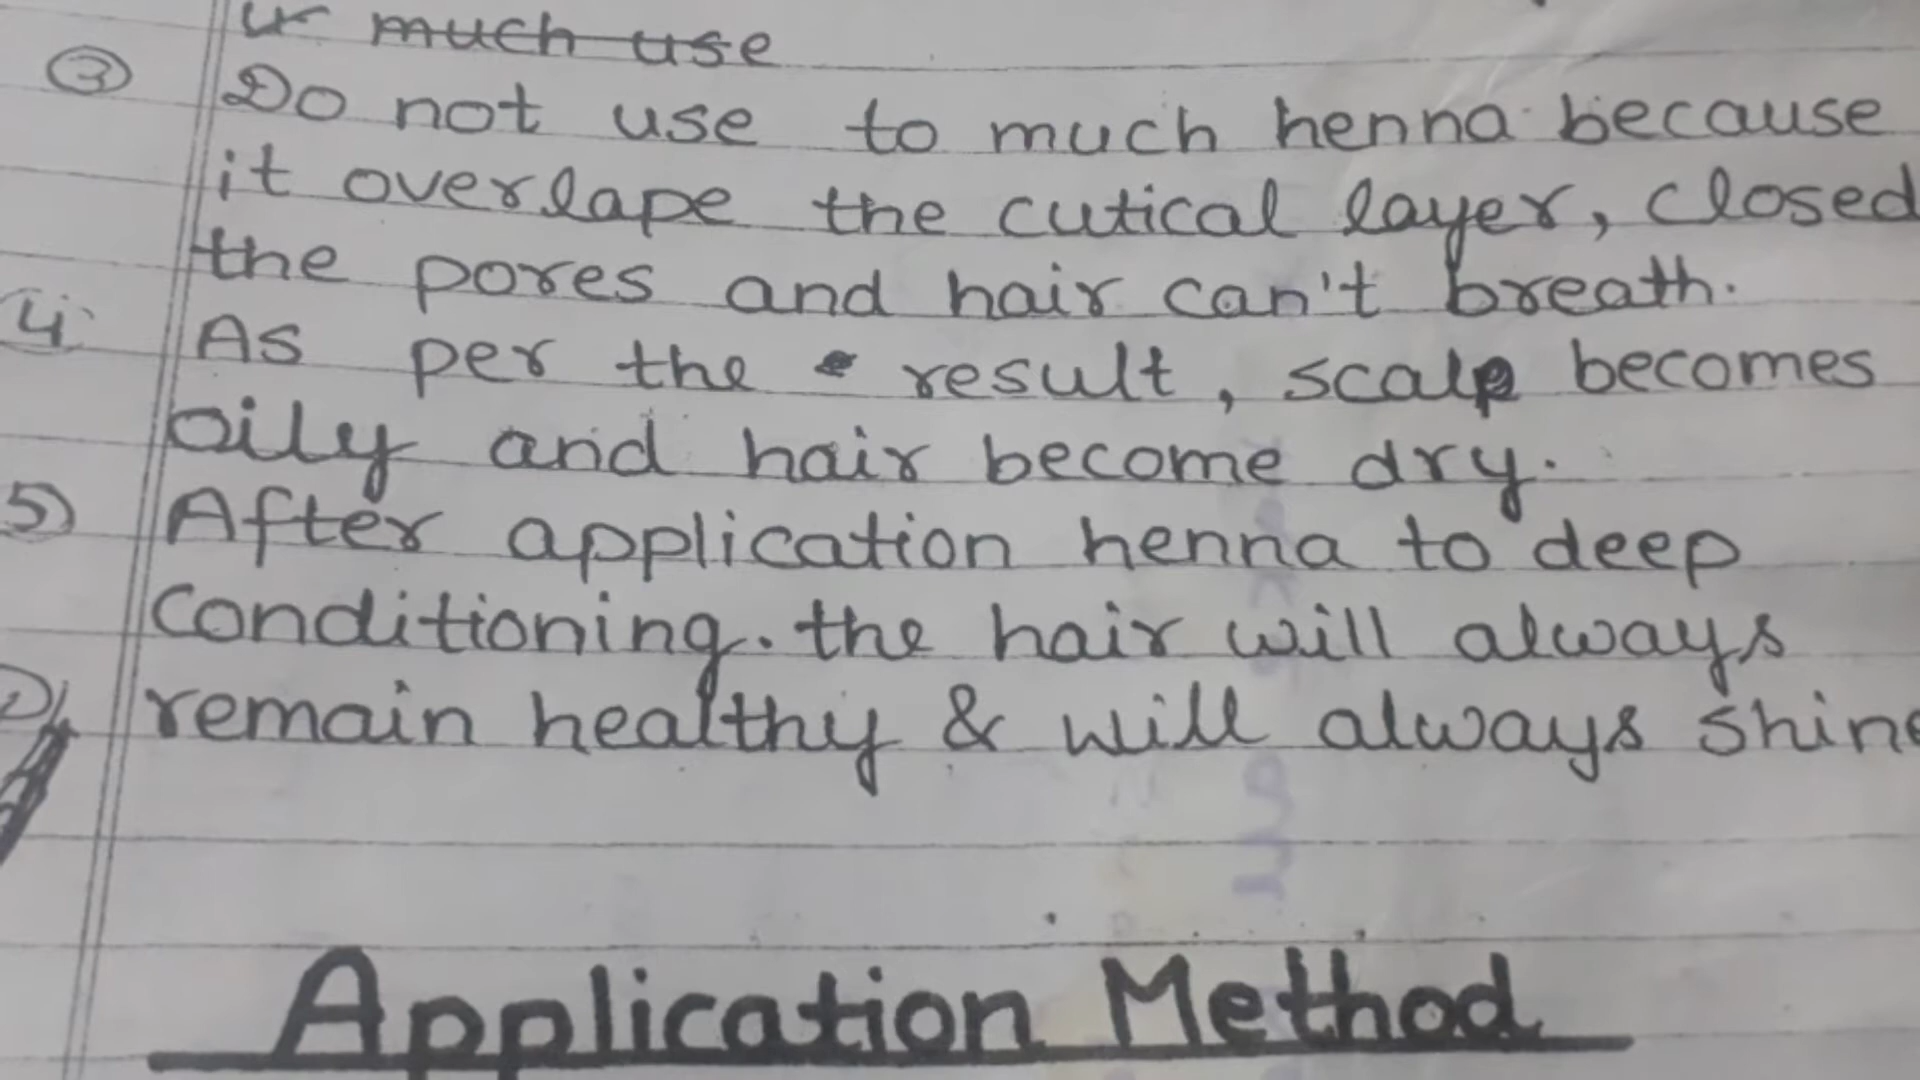 much use
③ Do not use to much henna because
it overlape the cutical layer, closed
the pores and hair can't breath.
4. As per the result, scalp becomes
oily and hair become dry.
5) After application henna to deep
conditioning. the hair will always
remain healthy & will always shine
Application Method